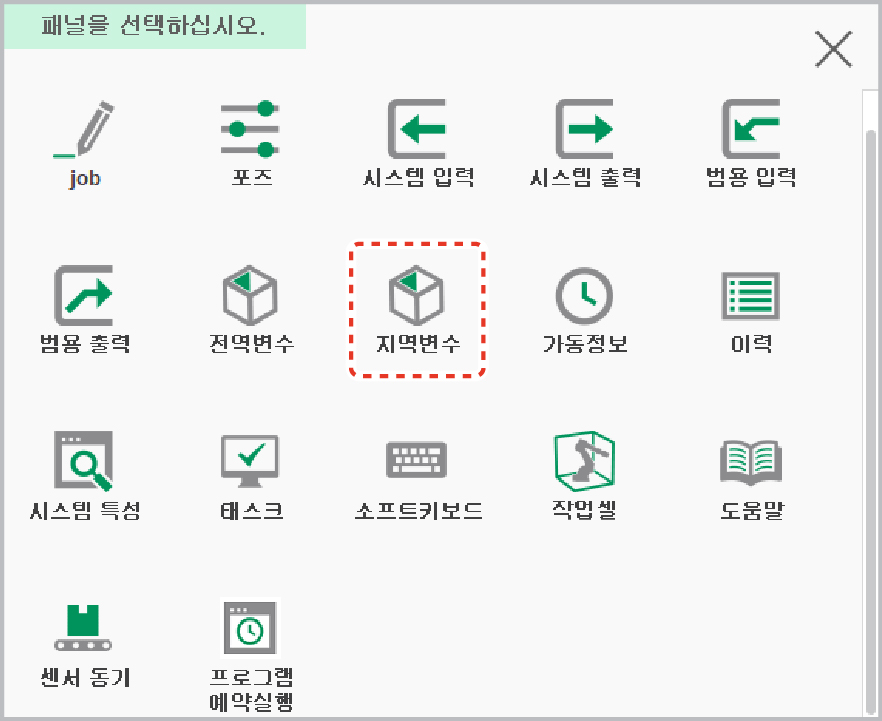 패널을 선택하십시오.
job
포즈
시스템 입력
시스템 출력
범용 입력
범용 출력
전역변수
지역변수
가동정보
이력
시스템 특성
태스크
소프트키보드
작업셀
도움말
센서 동기
프로그램
예약실행